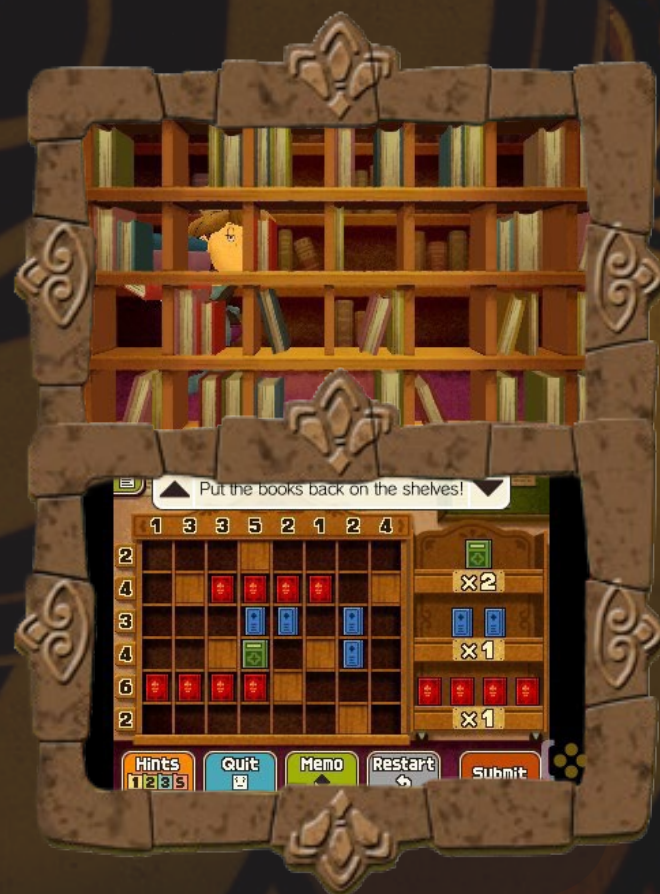 Put the books back on the shelves!
1 3 3 5 2 1 2 4
2
4
3
4
6
2
×2
×1
×1
Hints
1 2 3 S
Quit
Memo
Restart
Submit